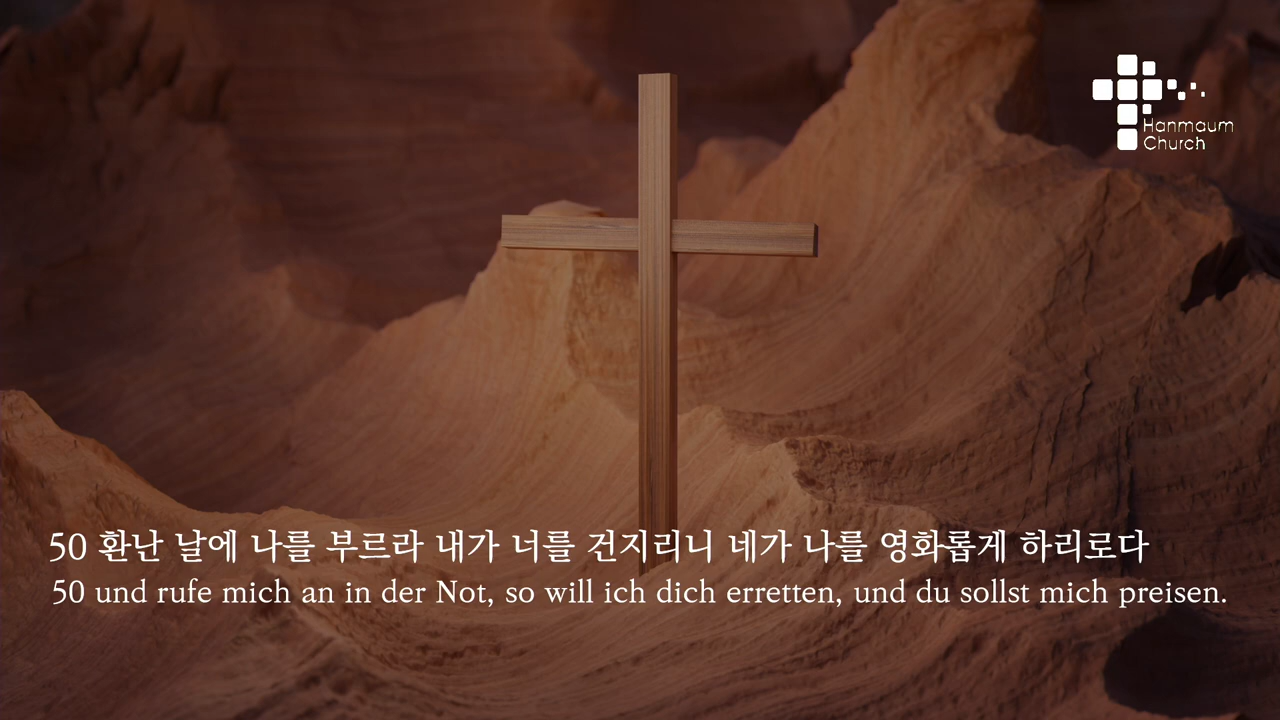 Hanmaum
Church
50 환난 날에 나를 부르라 내가 너를 건지리니 네가 나를 영화롭게 하리로다
50 und rufe mich an in der Not, so will ich dich erretten, und du sollst mich preisen.